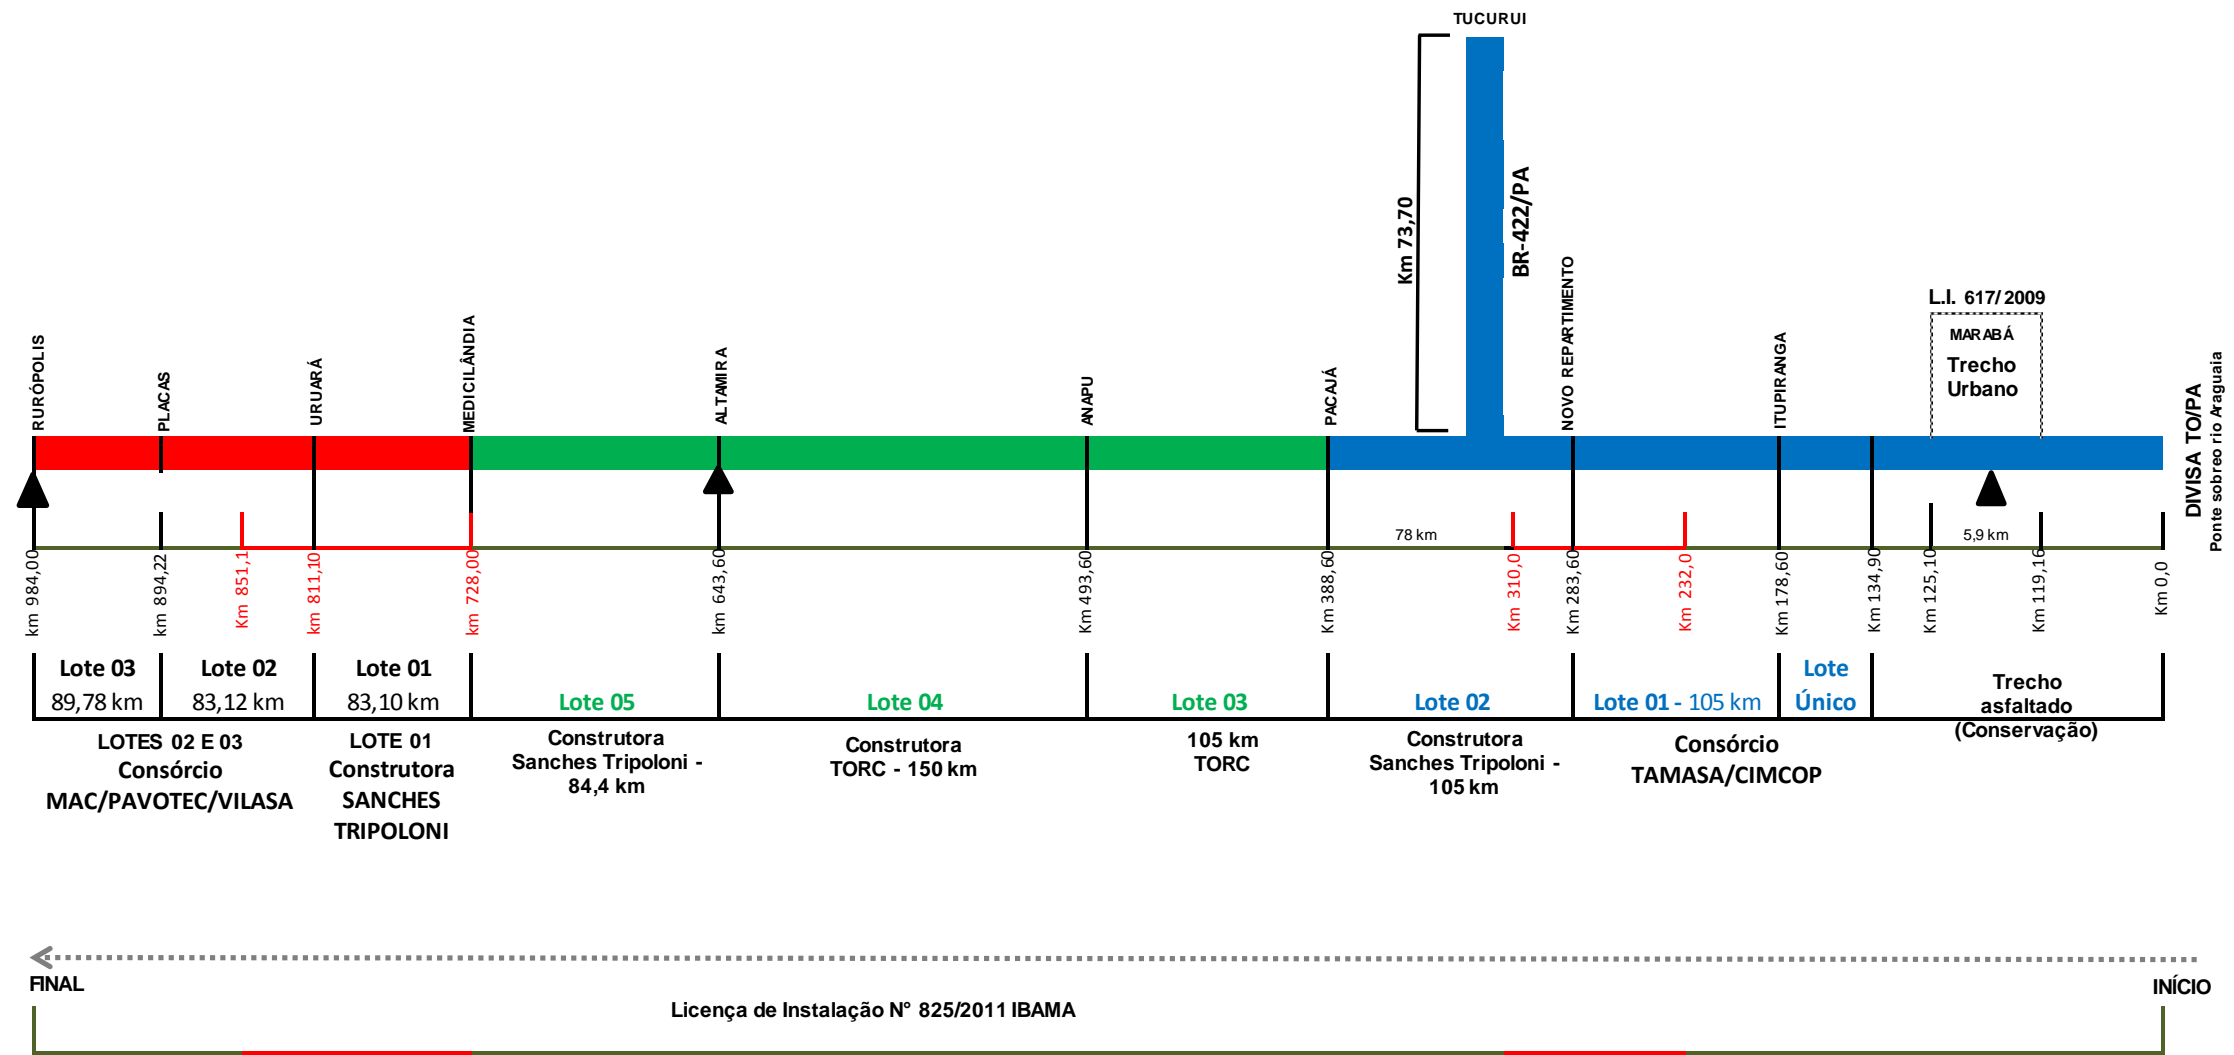 TUCURUI
Km 73,70
BR-422/PA
L.I. 617/2009
MARABÁ
Trecho
Urbano
RURÓPOLIS
PLACAS
URUARÁ
MEDICILÂNDIA
ALTAMIRA
ANAPU
PACAJÁ
NOVO REPARTIMENTO
ITUPIRANGA
DIVISA TO/PA
Ponte sobre o rio Araguaia
78 km
5,9 km
km 984,00
km 894,22
Km 851,1
km 811,10
km 728,00
km 643,60
Km 493,60
Km 388,60
Km 310,0
Km 283,60
Km 232,0
Km 178,60
Km 134,90
Km 125,10
Km 119,16
Km 0,0
Lote 03
89,78 km
Lote 02
83,12 km
Lote 01
83,10 km
Lote 05
Lote 04
Lote 03
Lote 02
Lote 01 - 105 km
Lote
Único
Trecho
asfaltado
(Conservação)
LOTES 02 E 03
Consórcio
MAC/PAVOTEC/VILASA
LOTE 01
Construtora
SANCHES
TRIPOLONI
Construtora
Sanches Tripoloni -
84,4 km
Construtora
TORC - 150 km
105 km
TORC
Construtora
Sanches Tripoloni -
105 km
Consórcio
TAMASA/CIMCOP
FINAL
INÍCIO
Licença de Instalação N° 825/2011 IBAMA